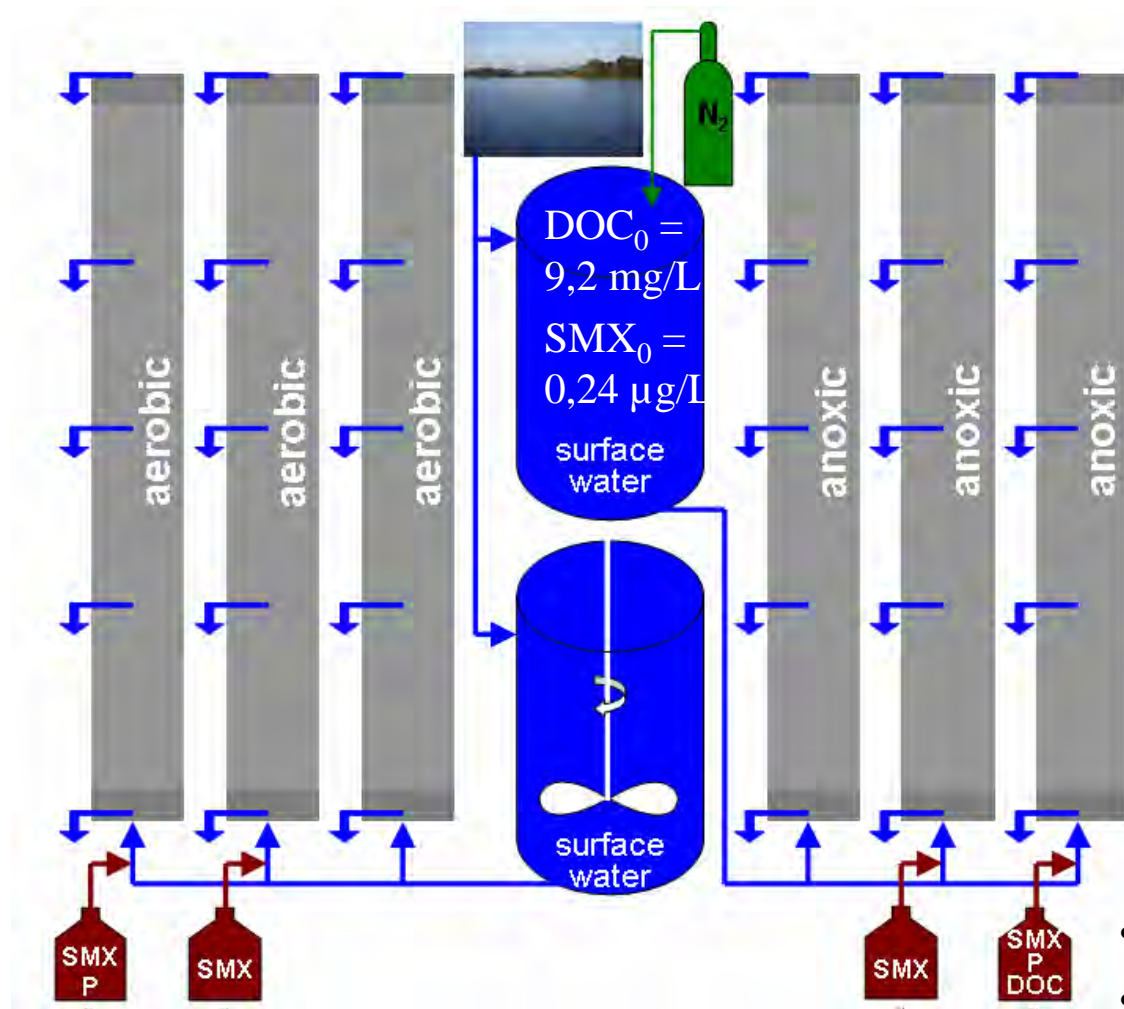 N₂
DOC₀ =
9,2 mg/L
SMX₀ =
0,24 µg/L
surface
water
aerobic
aerobic
aerobic
anoxic
anoxic
anoxic
surface
water
SMX
P
SMX
SMX
SMX
P
DOC
•
•